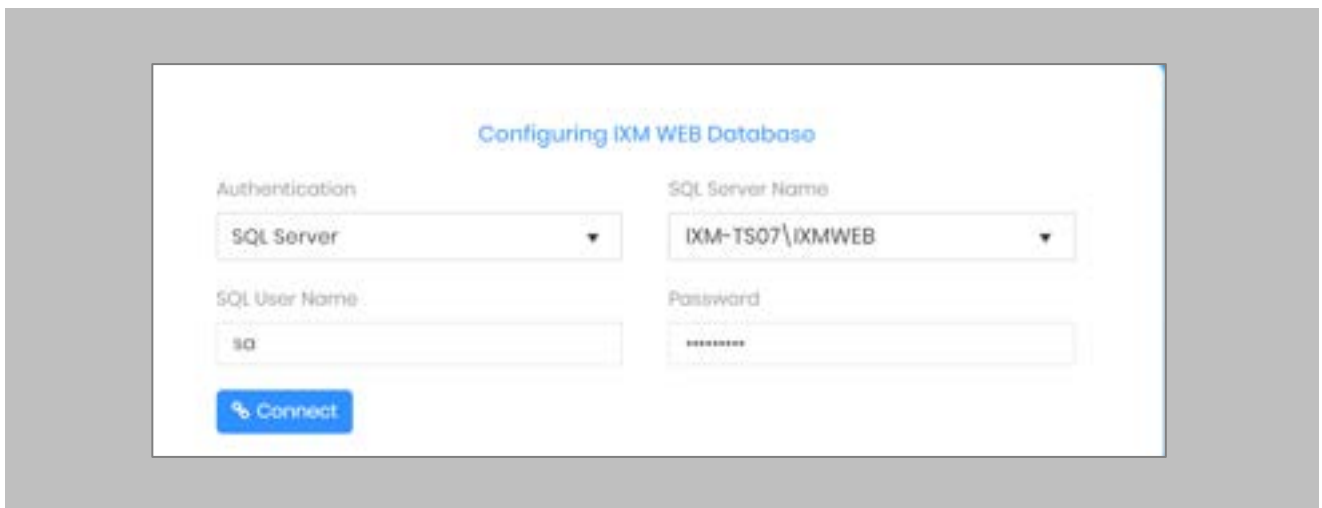 Configuring IXM WEB Database
Authentication
SQL Server Name
SQL Server
IXM-TS07\IXMWEB
SQL User Name
Password
sa
•••••••••
Connect